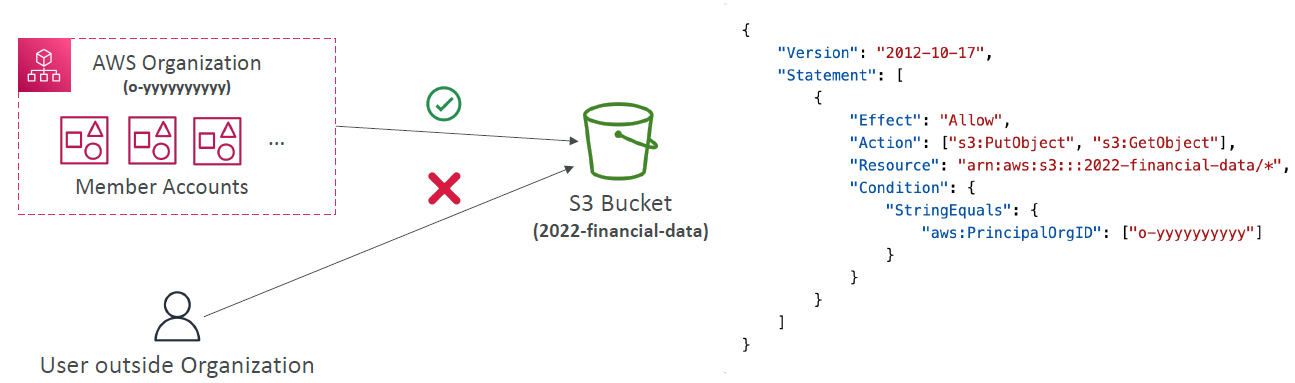 AWS Organization
(o-yyyyyyyyyy)
Member Accounts
...
S3 Bucket
(2022-financial-data)
User outside Organization
{
    "Version": "2012-10-17",
    "Statement": [
        {
            "Effect": "Allow",
            "Action": ["s3:PutObject", "s3:GetObject"],
            "Resource": "arn:aws:s3:::2022-financial-data/*",
            "Condition": {
                "StringEquals": {
                    "aws:PrincipalOrgID": ["o-yyyyyyyyyy"]
                }
            }
        }
    ]
}